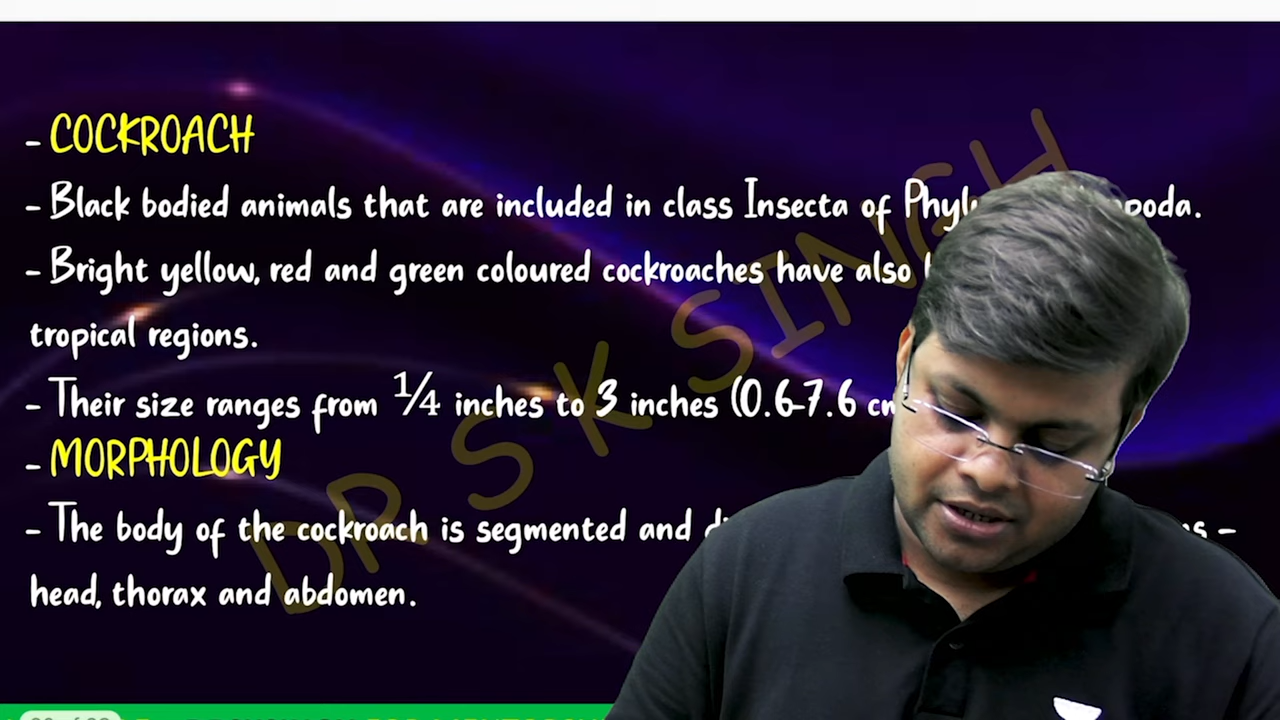 - COCKROACH
- Black bodied animals that are included in class Insecta of
- Bright yellow, red and green coloured cockroaches have also
tropical regions.
- Their size ranges from ¼ inches to 3 inches (0.6-7.6
- MORPHOLOGY
- The body of the cockroach is segmented and
head, thorax and abdomen.
DR S K SINGH